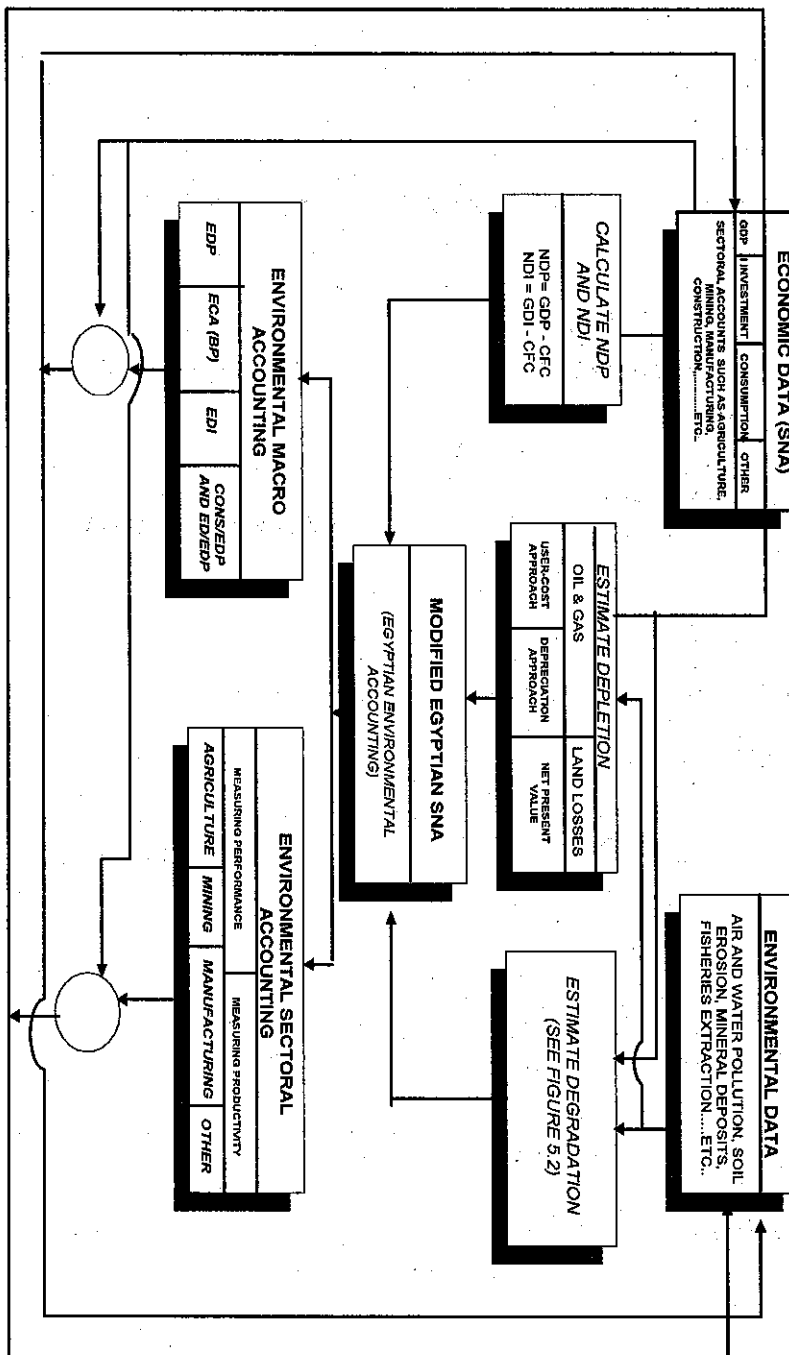 ECONOMIC DATA (SNA)
GDP INVESTMENT CONSUMPTION OTHER
SECTORAL ACCOUNTS SUCH AS AGRICULTURE,
MINING, MANUFACTURING,
CONSTRUCTION,............ETC..
ENVIRONMENTAL DATA
AIR AND WATER POLLUTION, SOIL
EROSION, MINERAL DEPOSITS,
FISHERIES EXTRACTION.....ETC..
CALCULATE NDP
AND NDI
NDP= GDP - CFC
NDI = GDI - CFC
ESTIMATE DEPLETION
OIL & GAS LAND LOSSES
USER-COST
APPROACH
DEPRECIATION
APPROACH
NET PRESENT
VALUE
ESTIMATE DEGRADATION
(SEE FIGURE 5.2)
MODIFIED EGYPTIAN SNA
(EGYPTIAN ENVIRONMENTAL
ACCOUNTING)
ENVIRONMENTAL MACRO
ACCOUNTING
EDP ECA (BP) EDI
CONS/EDP
AND ED/EDP
ENVIRONMENTAL SECTORAL
ACCOUNTING
MEASURING PERFORMANCE MEASURING PRODUCTIVITY
AGRICULTURE MINING MANUFACTURING OTHER